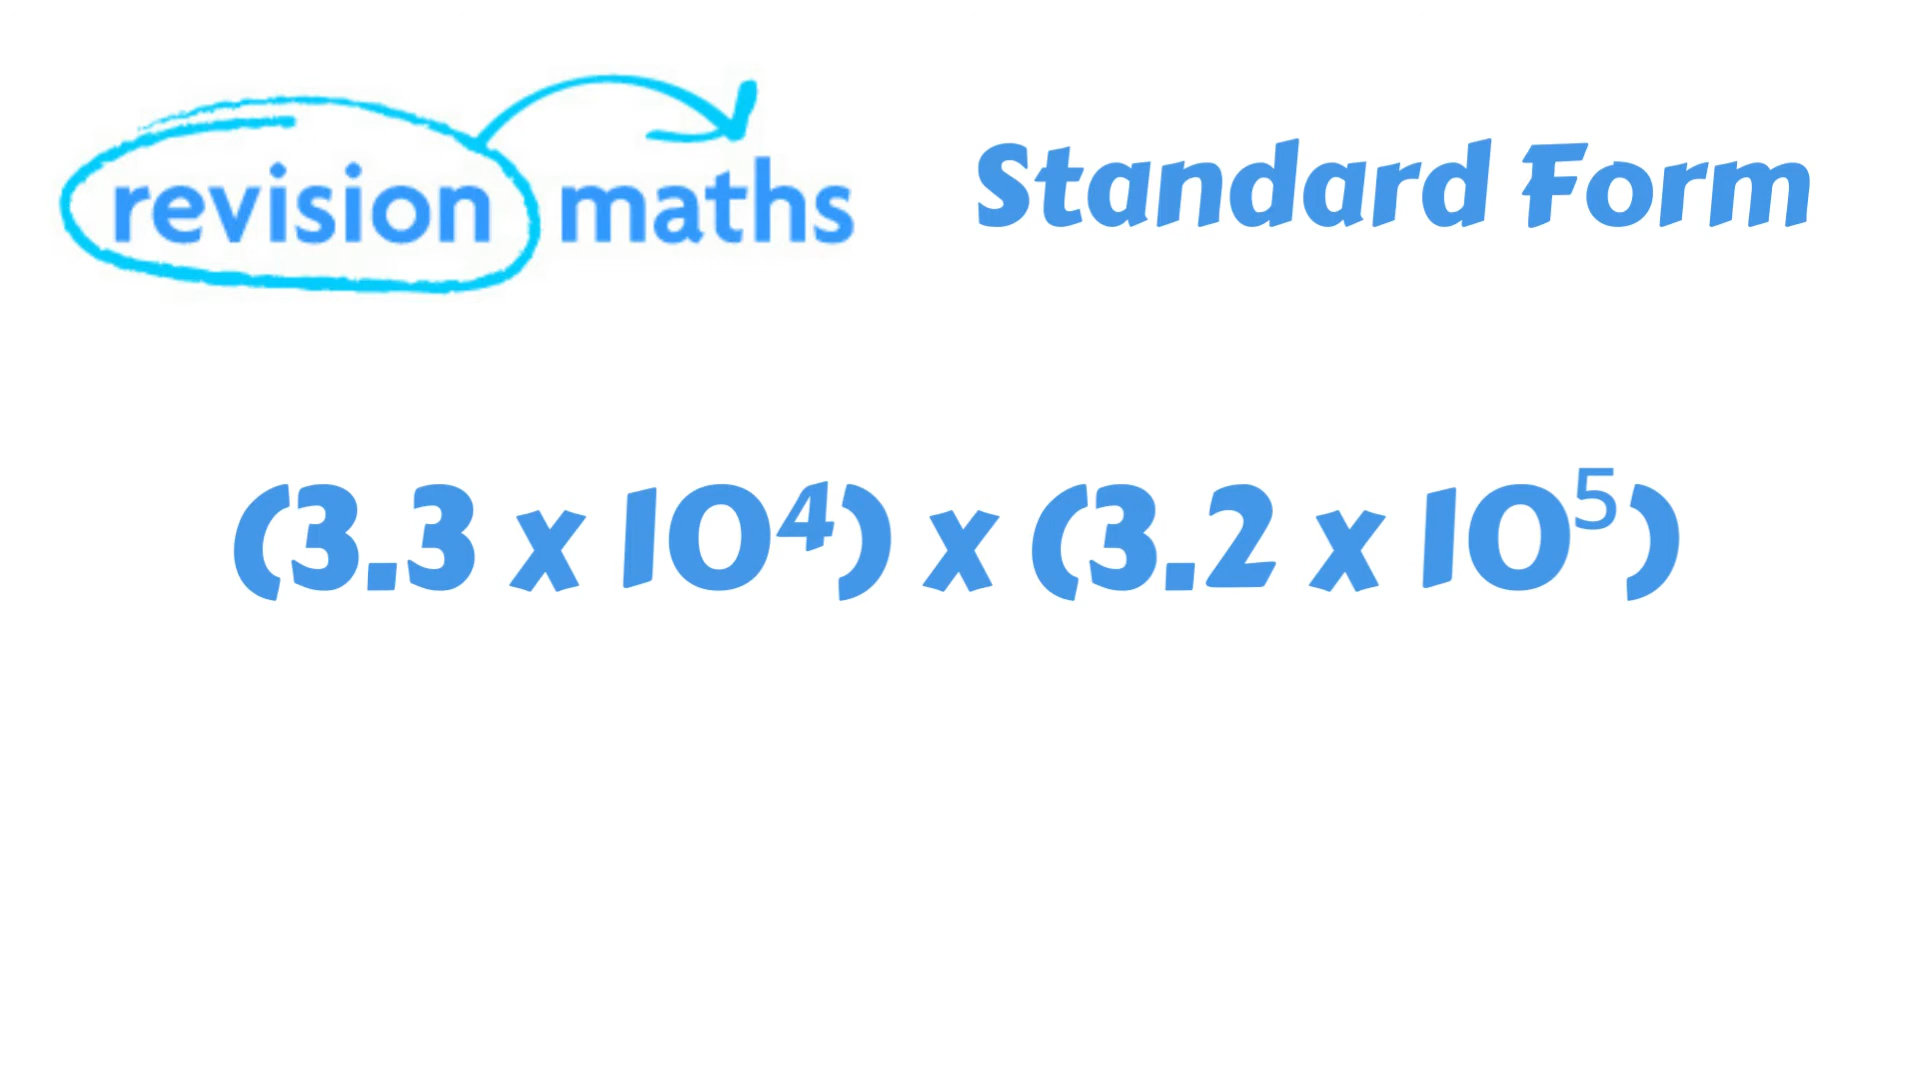 revision maths
Standard Form
(3.3 x 10⁴) x (3.2 x 10⁵)